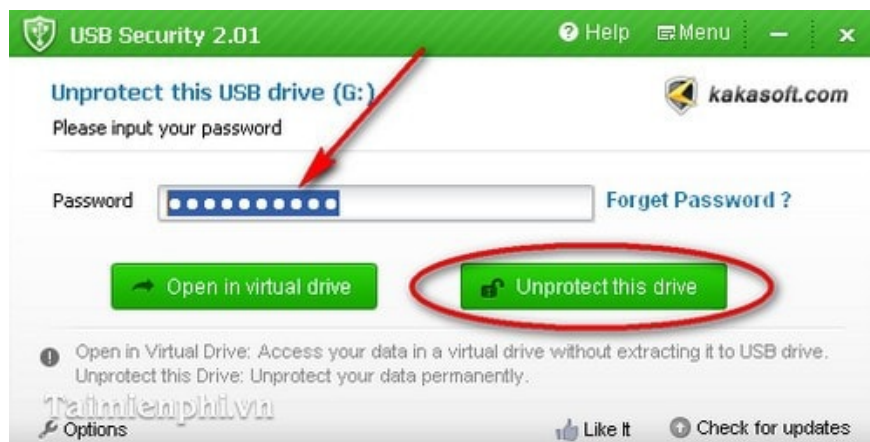 USB Security 2.01 Help Menu
Unprotect this USB drive (G:)
kakasoft.com
Please input your password
Password Forget Password ?
Open in virtual drive Unprotect this drive
Open in Virtual Drive: Access your data in a virtual drive without extracting it to USB drive.
Unprotect this Drive: Unprotect your data permanently.
Taimienphi.vn
Options Like It Check for updates